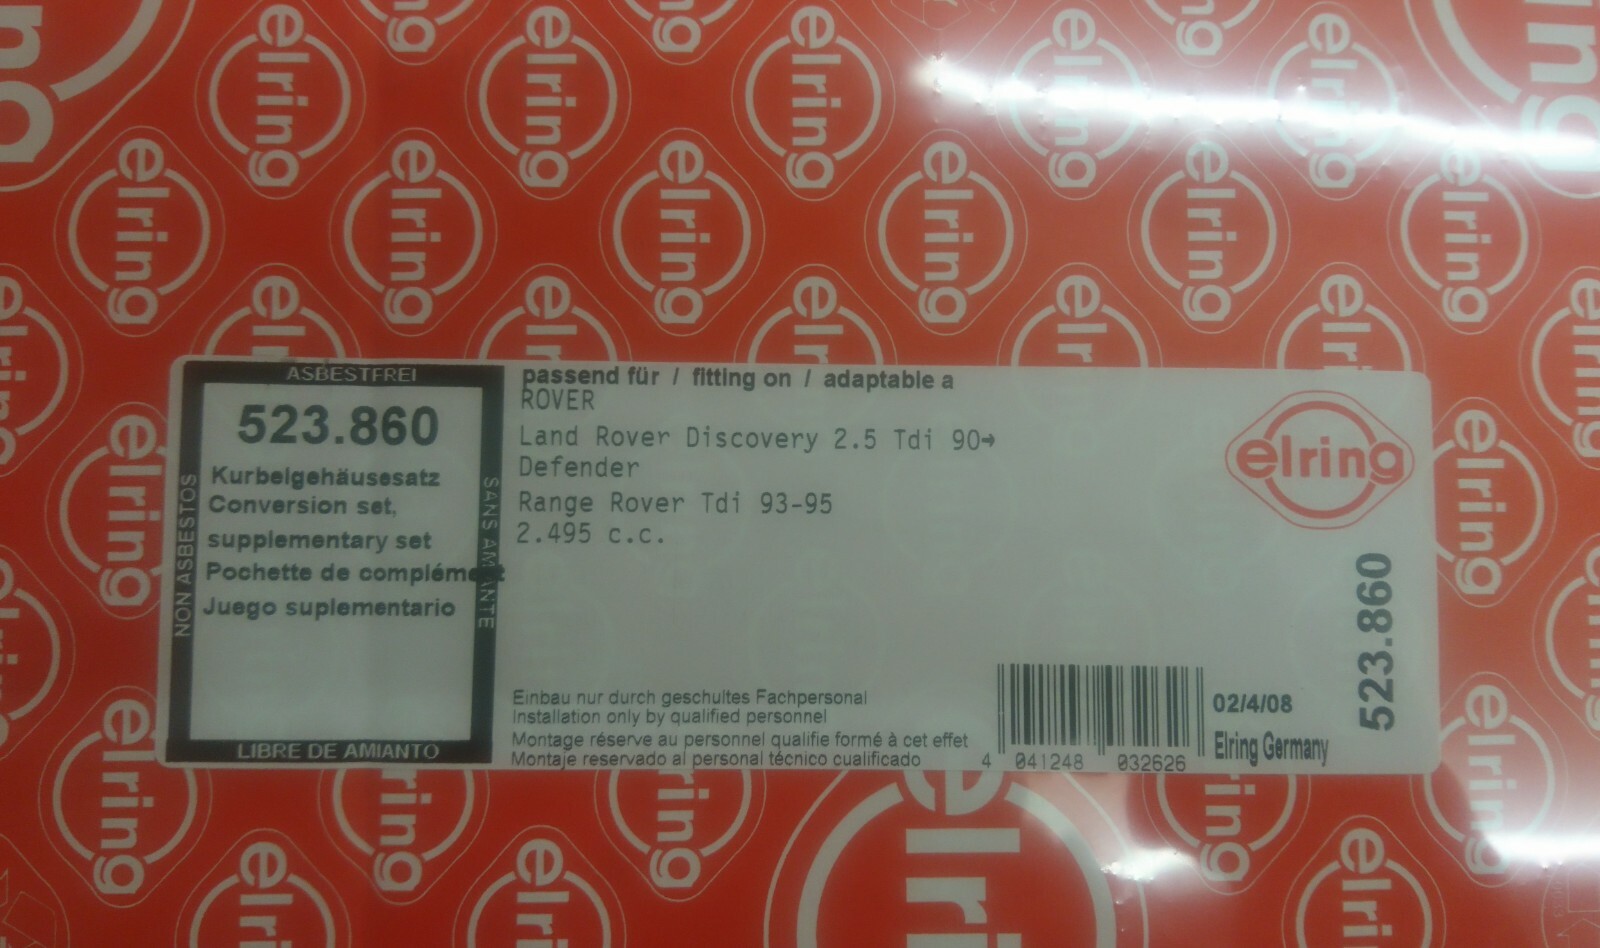 ASBESTFREI
523.860
Kurbelgehäusesatz
Conversion set,
supplementary set
Pochette de complément
Juego suplementario
NON ASBESTOS
SANS AMIANTE
LIBRE DE AMIANTO
passend für / fitting on / adaptable a
ROVER
Land Rover Discovery 2.5 Tdi 90→
Defender
Range Rover Tdi 93-95
2.495 c.c.
Einbau nur durch geschultes Fachpersonal
Installation only by qualified personnel
Montage réserve au personnel qualifie formé à cet effet
Montaje reservado al personal técnico cualificado
4 041248 032626
02/4/08
Elring Germany
elring
523.860